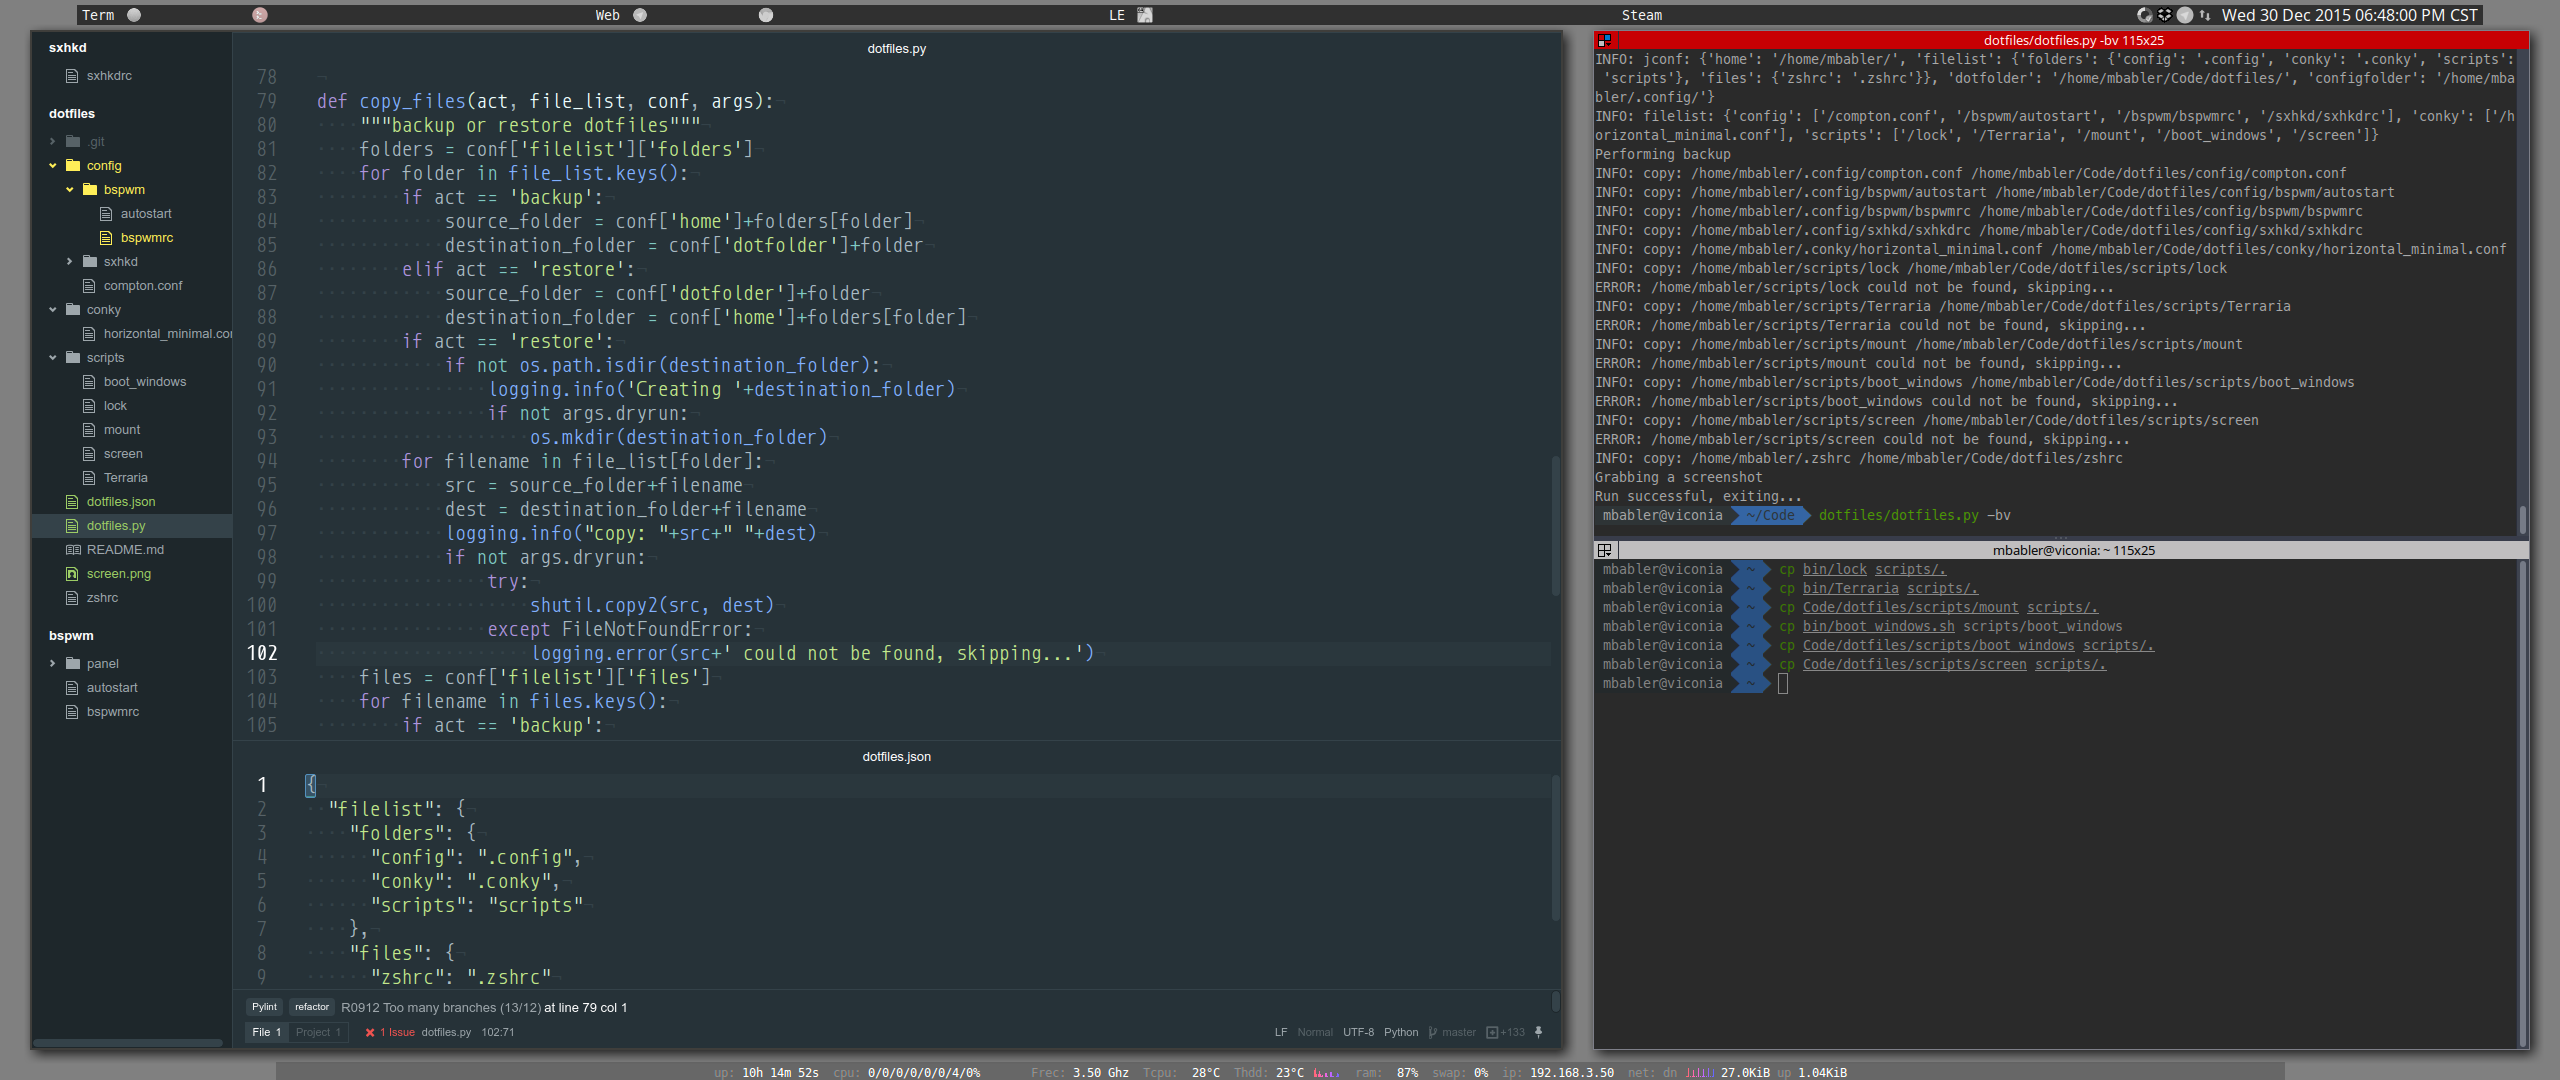 Term Web LE Steam Wed 30 Dec 2015 06:48:00 PM CST
sxhkd
sxhkdrc
dotfiles
.git
config
bspwm
autostart
bspwmrc
sxhkd
compton.conf
conky
horizontal_minimal.co
scripts
boot_windows
lock
mount
screen
Terraria
dotfiles.json
dotfiles.py
README.md
screen.png
zshrc
bspwm
panel
autostart
bspwmrc
dotfiles.py
78
79 def copy_files(act, file_list, conf, args):
80 """backup or restore dotfiles"""
81 folders = conf['filelist']['folders']
82 for folder in file_list.keys():
83 if act == 'backup':
84 source_folder = conf['home']+folders[folder]
85 destination_folder = conf['dotfolder']+folder
86 elif act == 'restore':
87 source_folder = conf['dotfolder']+folder
88 destination_folder = conf['home']+folders[folder]
89 if act == 'restore':
90 if not os.path.isdir(destination_folder):
91 logging.info('Creating '+destination_folder)
92 if not args.dryrun:
93 os.mkdir(destination_folder)
94 for filename in file_list[folder]:
95 src = source_folder+filename
96 dest = destination_folder+filename
97 logging.info("copy: "+src+" "+dest)
98 if not args.dryrun:
99 try:
100 shutil.copy2(src, dest)
101 except FileNotFoundError:
102 logging.error(src+' could not be found, skipping...')
103 files = conf['filelist']['files']
104 for filename in files.keys():
105 if act == 'backup':
dotfiles.json
1 {
2 "filelist": {
3 "folders": {
4 "config": ".config",
5 "conky": ".conky",
6 "scripts": "scripts"
7 },
8 "files": {
9 "zshrc": ".zshrc"
Pylint refactor R0912 Too many branches (13/12) at line 79 col 1
File 1 Project 1 1 Issue dotfiles.py 102:71 LF Normal UTF-8 Python master +133
dotfiles/dotfiles.py -bv 115x25
INFO: jconf: {'home': '/home/mbabler/', 'filelist': {'folders': {'config': '.config', 'conky': '.conky', 'scripts':
'scripts'}, 'files': {'zshrc': '.zshrc'}}, 'dotfolder': '/home/mbabler/Code/dotfiles/', 'configfolder': '/home/mba
bler/.config/'}
INFO: filelist: {'config': ['/compton.conf', '/bspwm/autostart', '/bspwm/bspwmrc', '/sxhkd/sxhkdrc'], 'conky': ['/h
orizontal_minimal.conf'], 'scripts': ['/lock', '/Terraria', '/mount', '/boot_windows', '/screen']}
Performing backup
INFO: copy: /home/mbabler/.config/compton.conf /home/mbabler/Code/dotfiles/config/compton.conf
INFO: copy: /home/mbabler/.config/bspwm/autostart /home/mbabler/Code/dotfiles/config/bspwm/autostart
INFO: copy: /home/mbabler/.config/bspwm/bspwmrc /home/mbabler/Code/dotfiles/config/bspwm/bspwmrc
INFO: copy: /home/mbabler/.config/sxhkd/sxhkdrc /home/mbabler/Code/dotfiles/config/sxhkd/sxhkdrc
INFO: copy: /home/mbabler/.conky/horizontal_minimal.conf /home/mbabler/Code/dotfiles/conky/horizontal_minimal.conf
INFO: copy: /home/mbabler/scripts/lock /home/mbabler/Code/dotfiles/scripts/lock
ERROR: /home/mbabler/scripts/lock could not be found, skipping...
INFO: copy: /home/mbabler/scripts/Terraria /home/mbabler/Code/dotfiles/scripts/Terraria
ERROR: /home/mbabler/scripts/Terraria could not be found, skipping...
INFO: copy: /home/mbabler/scripts/mount /home/mbabler/Code/dotfiles/scripts/mount
ERROR: /home/mbabler/scripts/mount could not be found, skipping...
INFO: copy: /home/mbabler/scripts/boot_windows /home/mbabler/Code/dotfiles/scripts/boot_windows
ERROR: /home/mbabler/scripts/boot_windows could not be found, skipping...
INFO: copy: /home/mbabler/scripts/screen /home/mbabler/Code/dotfiles/scripts/screen
ERROR: /home/mbabler/scripts/screen could not be found, skipping...
INFO: copy: /home/mbabler/.zshrc /home/mbabler/Code/dotfiles/zshrc
Grabbing a screenshot
Run successful, exiting...
mbabler@viconia ~/Code dotfiles/dotfiles.py -bv
mbabler@viconia: ~ 115x25
mbabler@viconia ~ cp bin/lock scripts/.
mbabler@viconia ~ cp bin/Terraria scripts/.
mbabler@viconia ~ cp Code/dotfiles/scripts/mount scripts/.
mbabler@viconia ~ cp bin/boot_windows.sh scripts/boot_windows
mbabler@viconia ~ cp Code/dotfiles/scripts/boot_windows scripts/.
mbabler@viconia ~ cp Code/dotfiles/scripts/screen scripts/.
mbabler@viconia ~
up: 10h 14m 52s cpu: 0/0/0/0/0/0/4/0% Frec: 3.50 Ghz Tcpu: 28°C Thdd: 23°C ram: 87% swap: 0% ip: 192.168.3.50 net: dn 27.0KiB up 1.04KiB